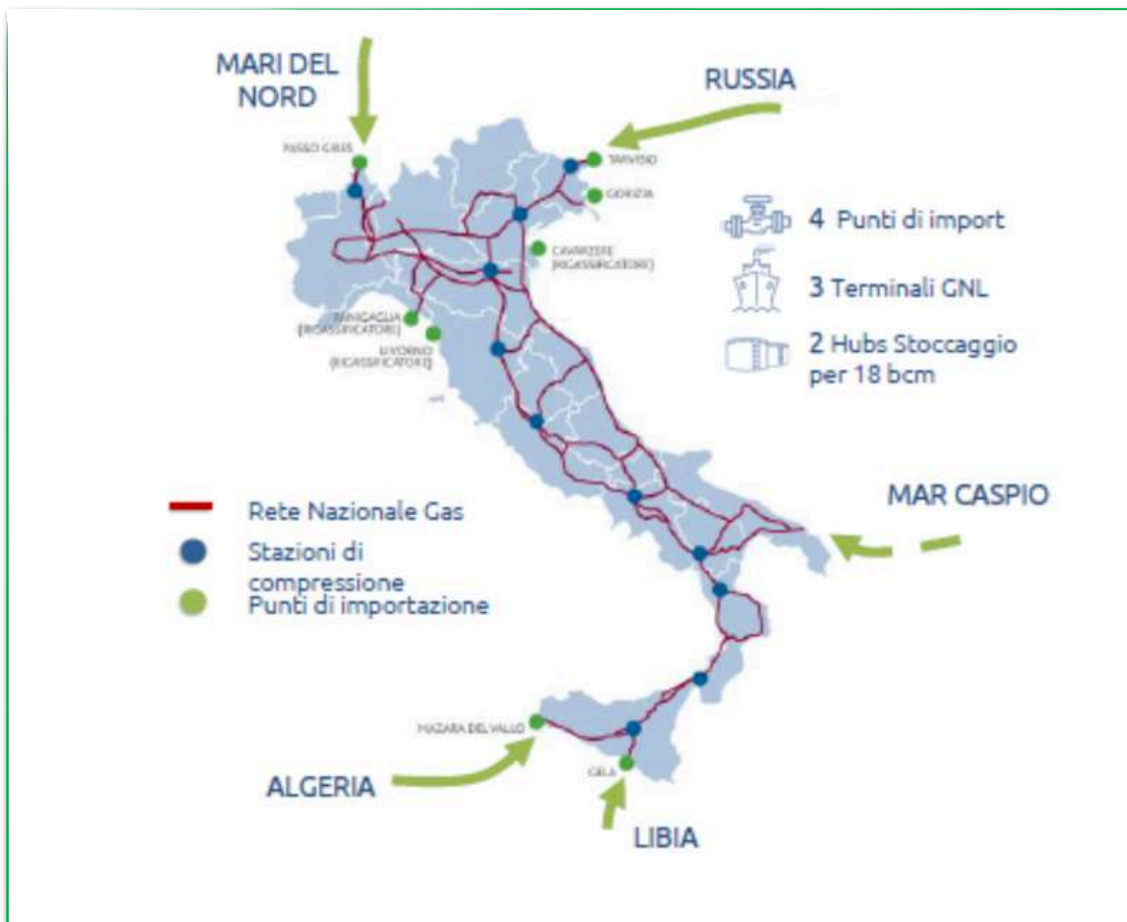 MARI DEL
NORD
RUSSIA
PASSO GRIES
TARVISIO
GORIZIA
CAVARZERE
(RIGASSIFICATORE)
PANIGAGLIA
(RIGASSIFICATORE)
LIVORNO
(RIGASSIFICATORE)
4 Punti di import
3 Terminali GNL
2 Hubs Stoccaggio
per 18 bcm
MAR CASPIO
Rete Nazionale Gas
Stazioni di
compressione
Punti di importazione
MAZARA DEL VALLO
GELA
ALGERIA
LIBIA